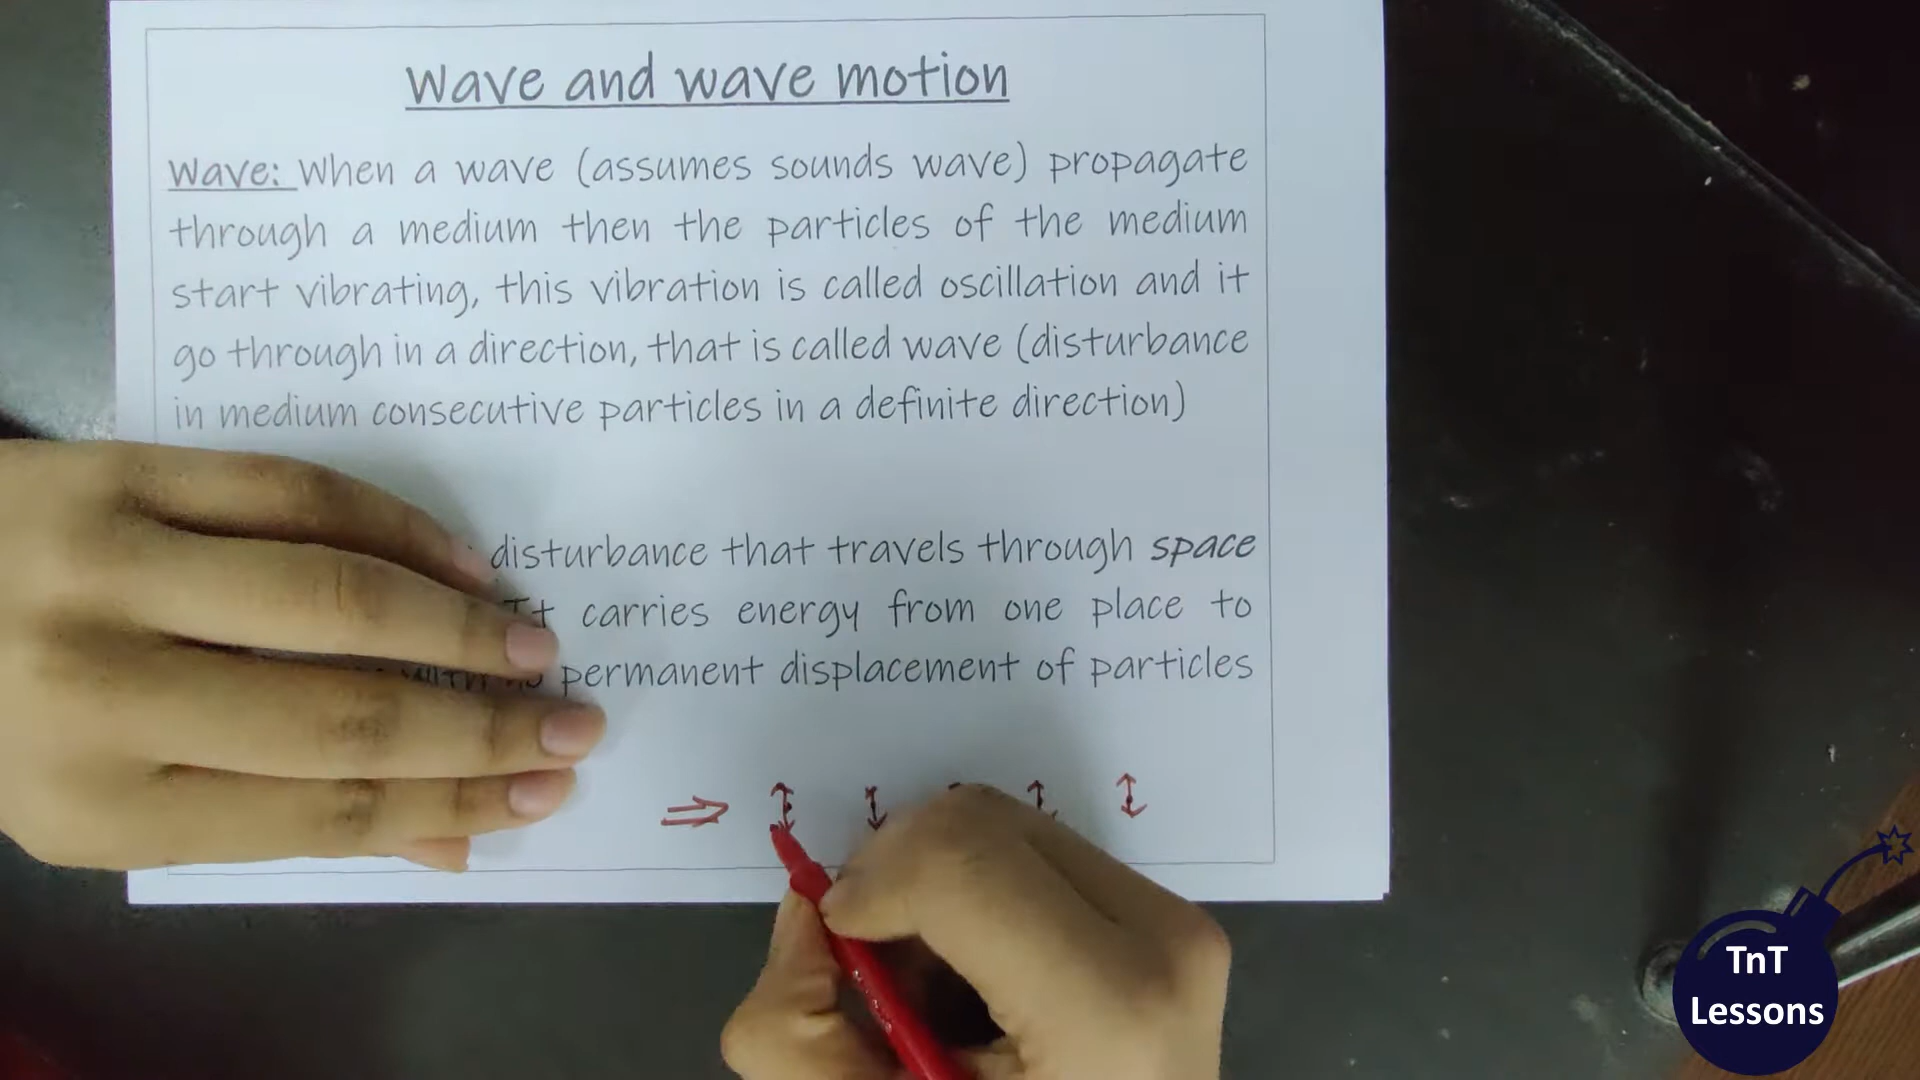 Wave and wave motion
Wave: When a wave (assumes sounds wave) propagate
through a medium then the particles of the medium
start vibrating, this vibration is called oscillation and it
go through in a direction, that is called wave (disturbance
in medium consecutive particles in a definite direction)
disturbance that travels through space
It carries energy from one place to
with no permanent displacement of particles
TnT
Lessons